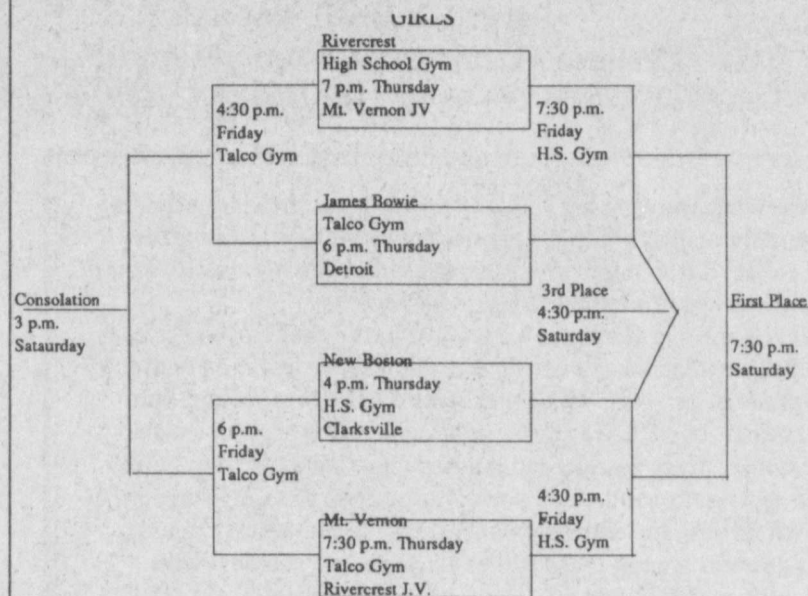 GIRLS
Rivercrest
High School Gym
7 p.m. Thursday
Mt. Vernon JV
4:30 p.m.
Friday
Talco Gym
7:30 p.m.
Friday
H.S. Gym
James Bowie
Talco Gym
6 p.m. Thursday
Detroit
Consolation
3 p.m.
Sataurday
3rd Place
4:30 p.m.
Saturday
First Place
7:30 p.m.
Saturday
New Boston
4 p.m. Thursday
H.S. Gym
Clarksville
6 p.m.
Friday
Talco Gym
4:30 p.m.
Friday
H.S. Gym
Mt. Vernon
7:30 p.m. Thursday
Talco Gym
Rivercrest J.V.